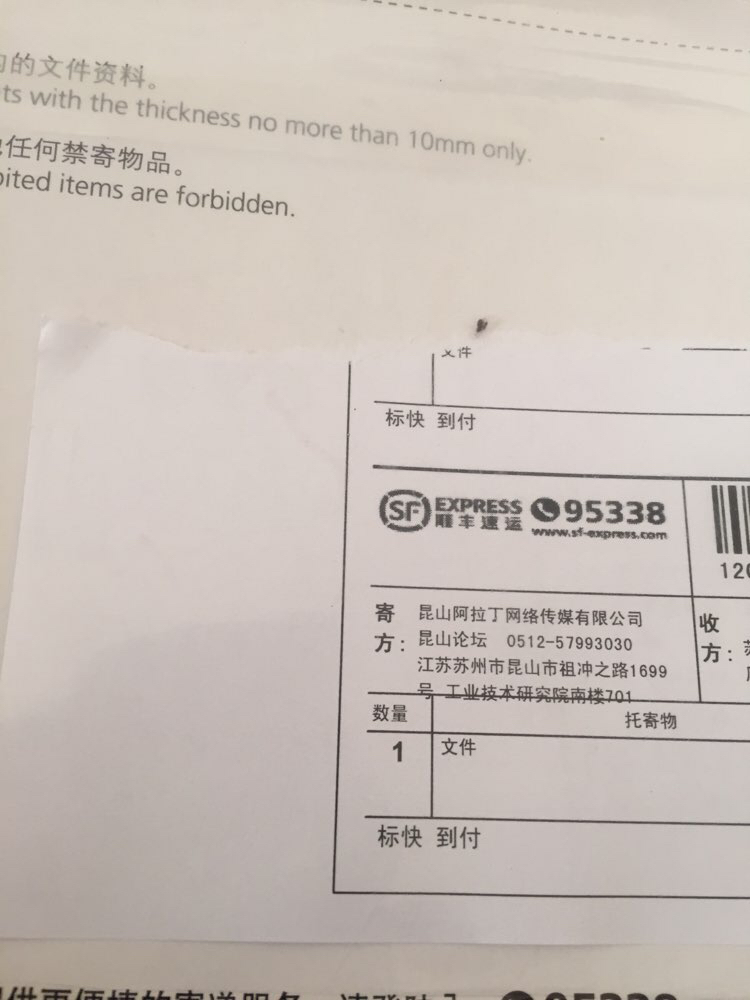 的文件资料。
ts with the thickness no more than 10mm only.
任何禁寄物品。
bited items are forbidden.
文件
标快 到付
SF EXPRESS 95338
顺丰速运 www.sf-express.com
120
寄方: 昆山阿拉丁网络传媒有限公司
昆山论坛 0512-57993030
江苏苏州市昆山市祖冲之路1699
号 工业技术研究院南楼701
收方:
数量 托寄物
1 文件
标快 到付
95338